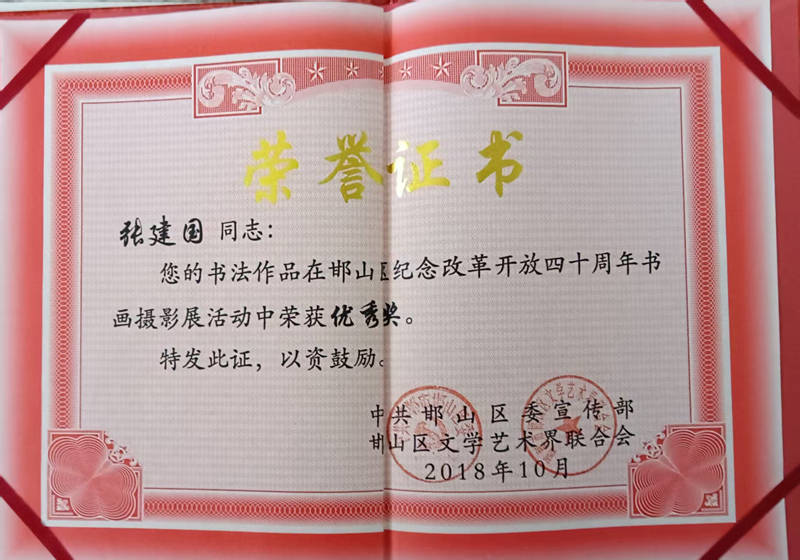 荣誉证书
张建国 同志：
您的书法作品在邯山区纪念改革开放四十周年书
画摄影展活动中荣获优秀奖。
特发此证，以资鼓励。
中共邯山区委宣传部
邯山区文学艺术界联合会
2018年10月